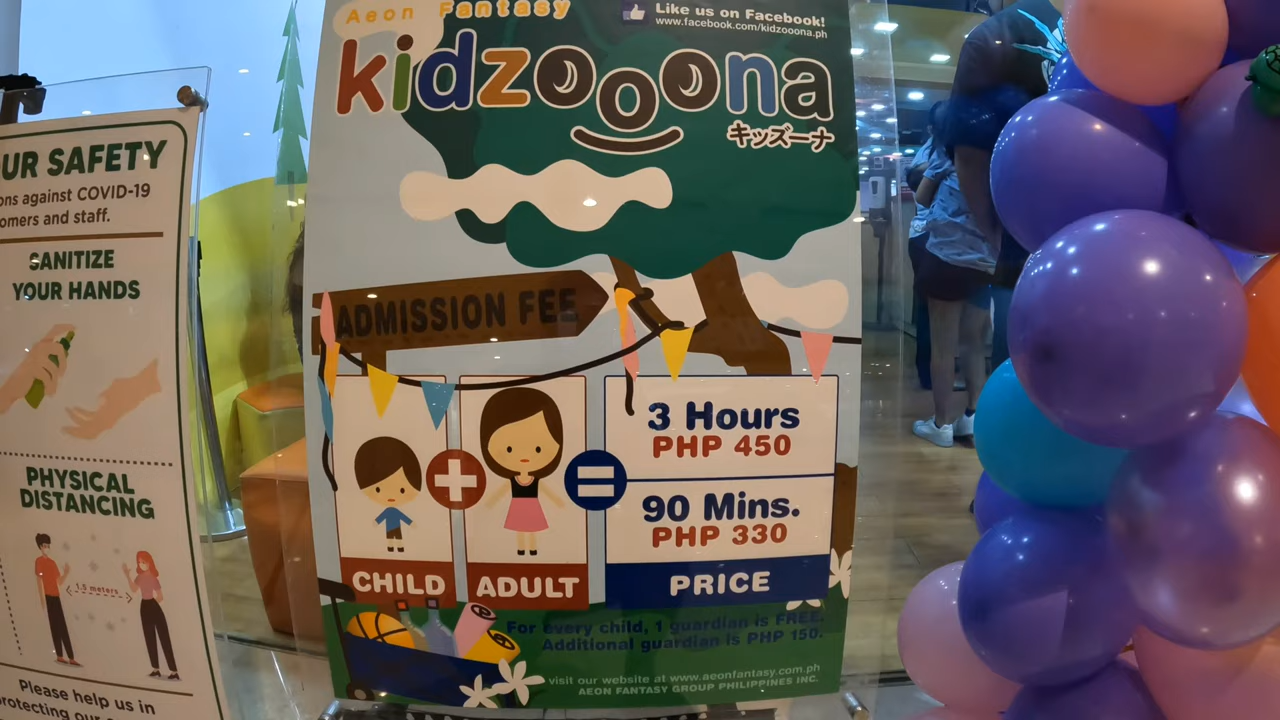 OUR SAFETY
ons against COVID-19
omers and staff.
SANITIZE
YOUR HANDS
PHYSICAL
DISTANCING
1.5 meters
Please help us in
protecting our
Aeon Fantasy
Like us on Facebook!
www.facebook.com/kidzooona.ph
kidzooona
キッズーナ
ADMISSION FEE
3 Hours
PHP 450
90 Mins.
PHP 330
CHILD
ADULT
PRICE
For every child, 1 guardian is FREE.
Additional guardian is PHP 150.
visit our website at www.aeonfantasy.com.ph
AEON FANTASY GROUP PHILIPPINES INC.